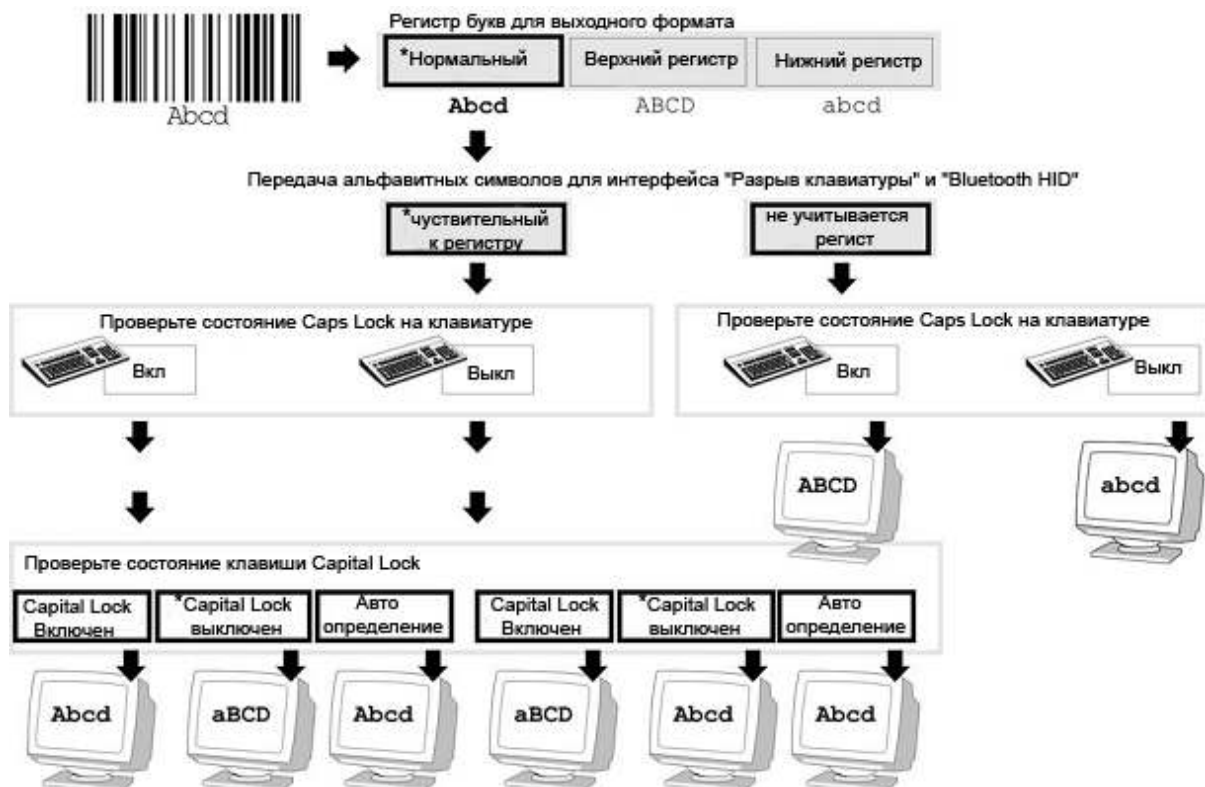 Регистр букв для выходного формата
*Нормальный
Верхний регистр
Нижний регистр
Abcd
Abcd
ABCD
abcd
Передача альфавитных символов для интерфейса "Разрыв клавиатуры" и "Bluetooth HID"
*чуствительный
к регистру
не учитывается
регист
Проверьте состояние Caps Lock на клавиатуре
Вкл
Выкл
Проверьте состояние Caps Lock на клавиатуре
Вкл
Выкл
ABCD
abcd
Проверьте состояние клавиши Capital Lock
Capital Lock
Включен
*Capital Lock
выключен
Авто
определение
Capital Lock
Включен
*Capital Lock
выключен
Авто
определение
Abcd
aBCD
Abcd
aBCD
Abcd
Abcd